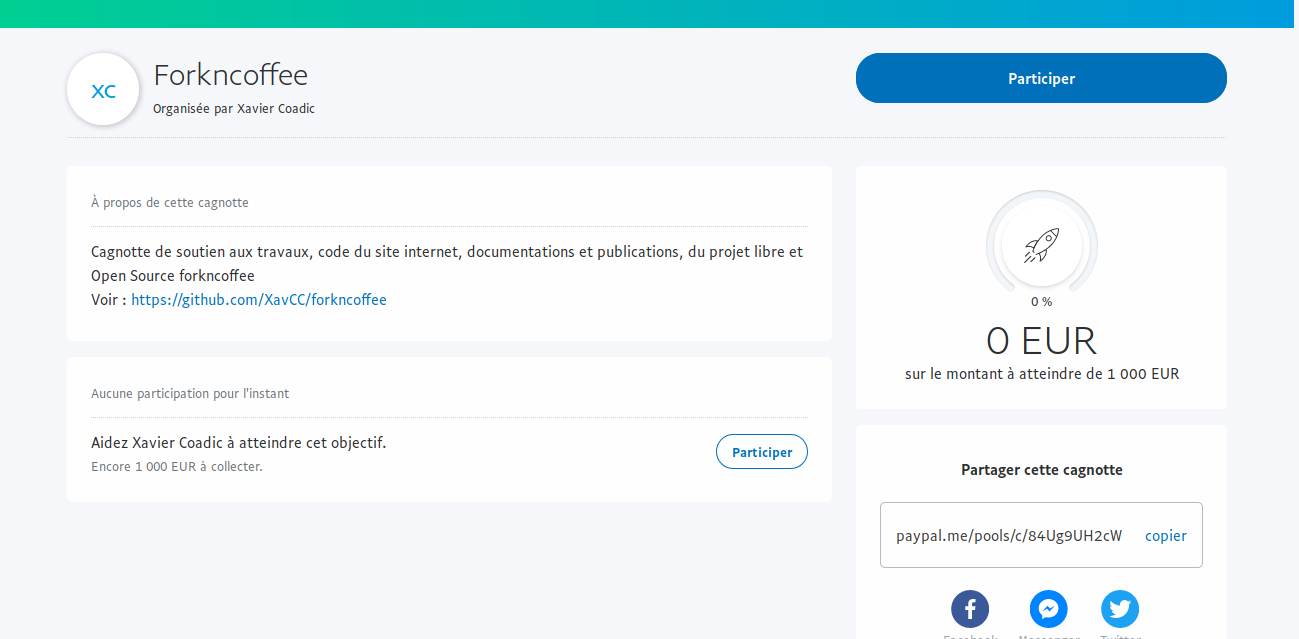 XC
Forkncoffee
Organisée par Xavier Coadic
Participer
À propos de cette cagnotte
Cagnotte de soutien aux travaux, code du site internet, documentations et publications, du projet libre et
Open Source forkncoffee
Voir : https://github.com/XavCC/forkncoffee
Aucune participation pour l'instant
Aidez Xavier Coadic à atteindre cet objectif.
Encore 1 000 EUR à collecter.
Participer
0 %
0 EUR
sur le montant à atteindre de 1 000 EUR
Partager cette cagnotte
paypal.me/pools/c/84Ug9UH2cW copier
Facebook Messenger Twitter